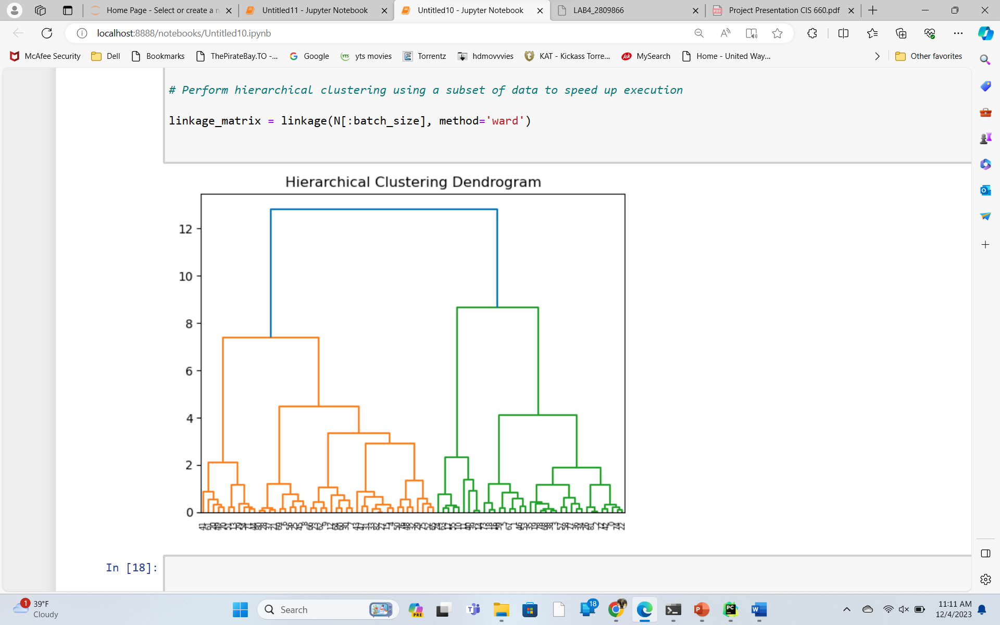 Home Page - Select or create a n
Untitled11 - Jupyter Notebook
Untitled10 - Jupyter Notebook
LAB4_2809866
Project Presentation CIS 660.pdf
localhost:8888/notebooks/Untitled10.ipynb
McAfee Security
Dell
Bookmarks
ThePirateBay.TO -...
Google
yts movies
Torrentz
hdmovvvies
KAT - Kickass Torre...
MySearch
Home - United Way...
Other favorites
# Perform hierarchical clustering using a subset of data to speed up execution
linkage_matrix = linkage(N[:batch_size], method='ward')
Hierarchical Clustering Dendrogram
12
10
8
6
4
2
0
In [18]:
1
39°F
Cloudy
Search
PRE
18
11:11 AM
12/4/2023